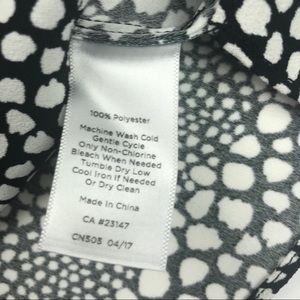 100% Polyester
Machine Wash Cold
Gentle Cycle
Only Non-Chlorine
Bleach When Needed
Tumble Dry Low
Cool Iron If Needed
Or Dry Clean
Made In China
CA #23147
CN503 04/17